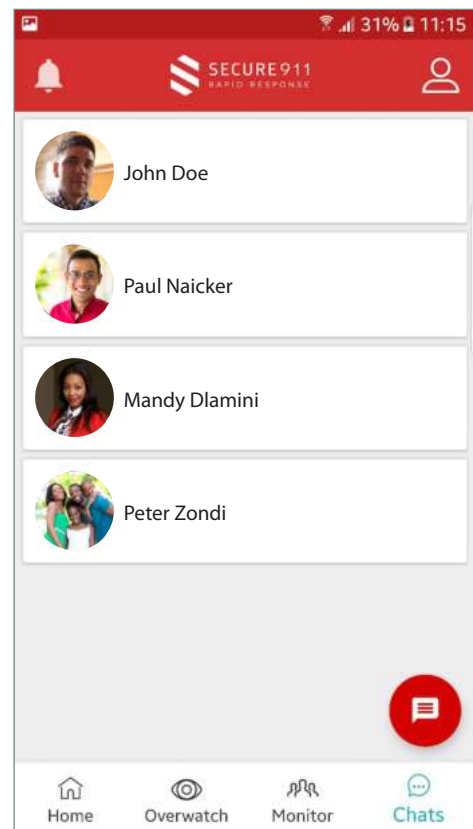 31% 11:15
SECURE911
RAPID RESPONSE
John Doe
Paul Naicker
Mandy Dlamini
Peter Zondi
Home Overwatch Monitor Chats